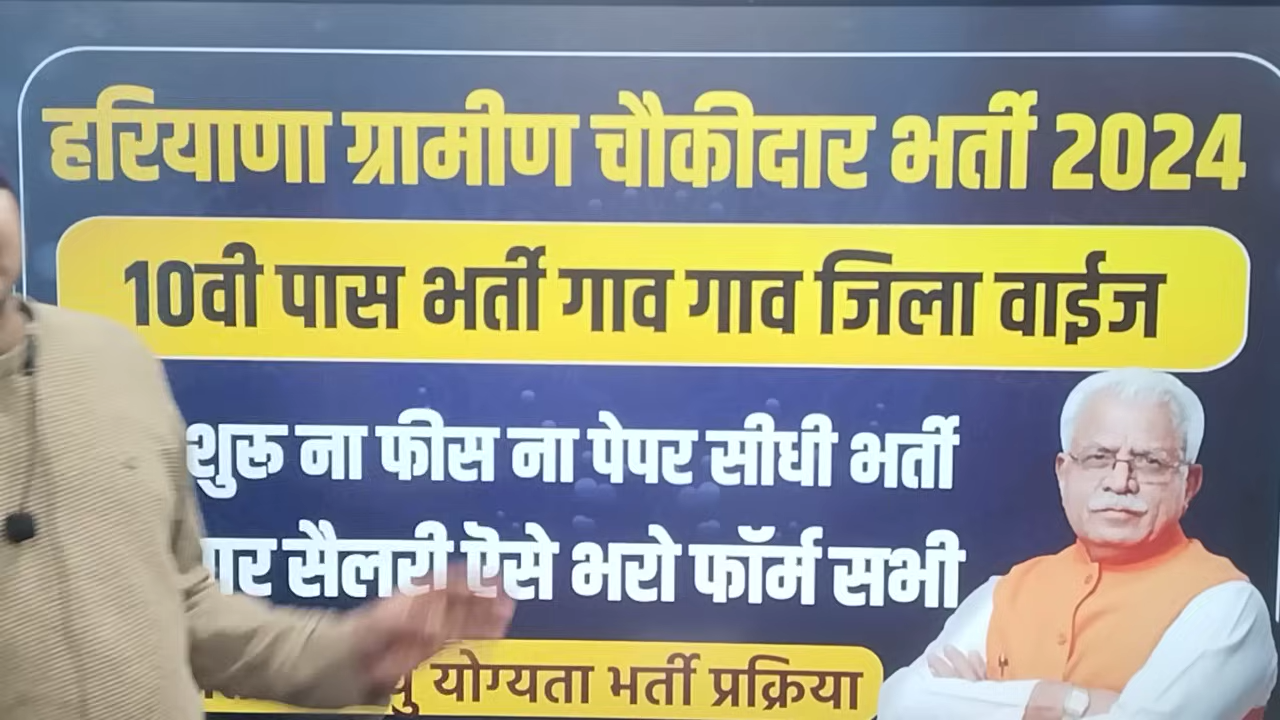 हरियाणा ग्रामीण चौकीदार भर्ती 2024
10वी पास भर्ती गाव गाव जिला वाईज
शुरू ना फीस ना पेपर सीधी भर्ती
सैलरी ऐसे भरो फॉर्म सभी
योग्यता भर्ती प्रक्रिया